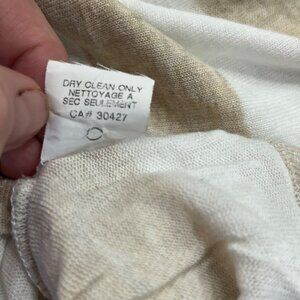 DRY CLEAN ONLY
NETTOYAGE A
SEC SEULEMENT
CA# 30427